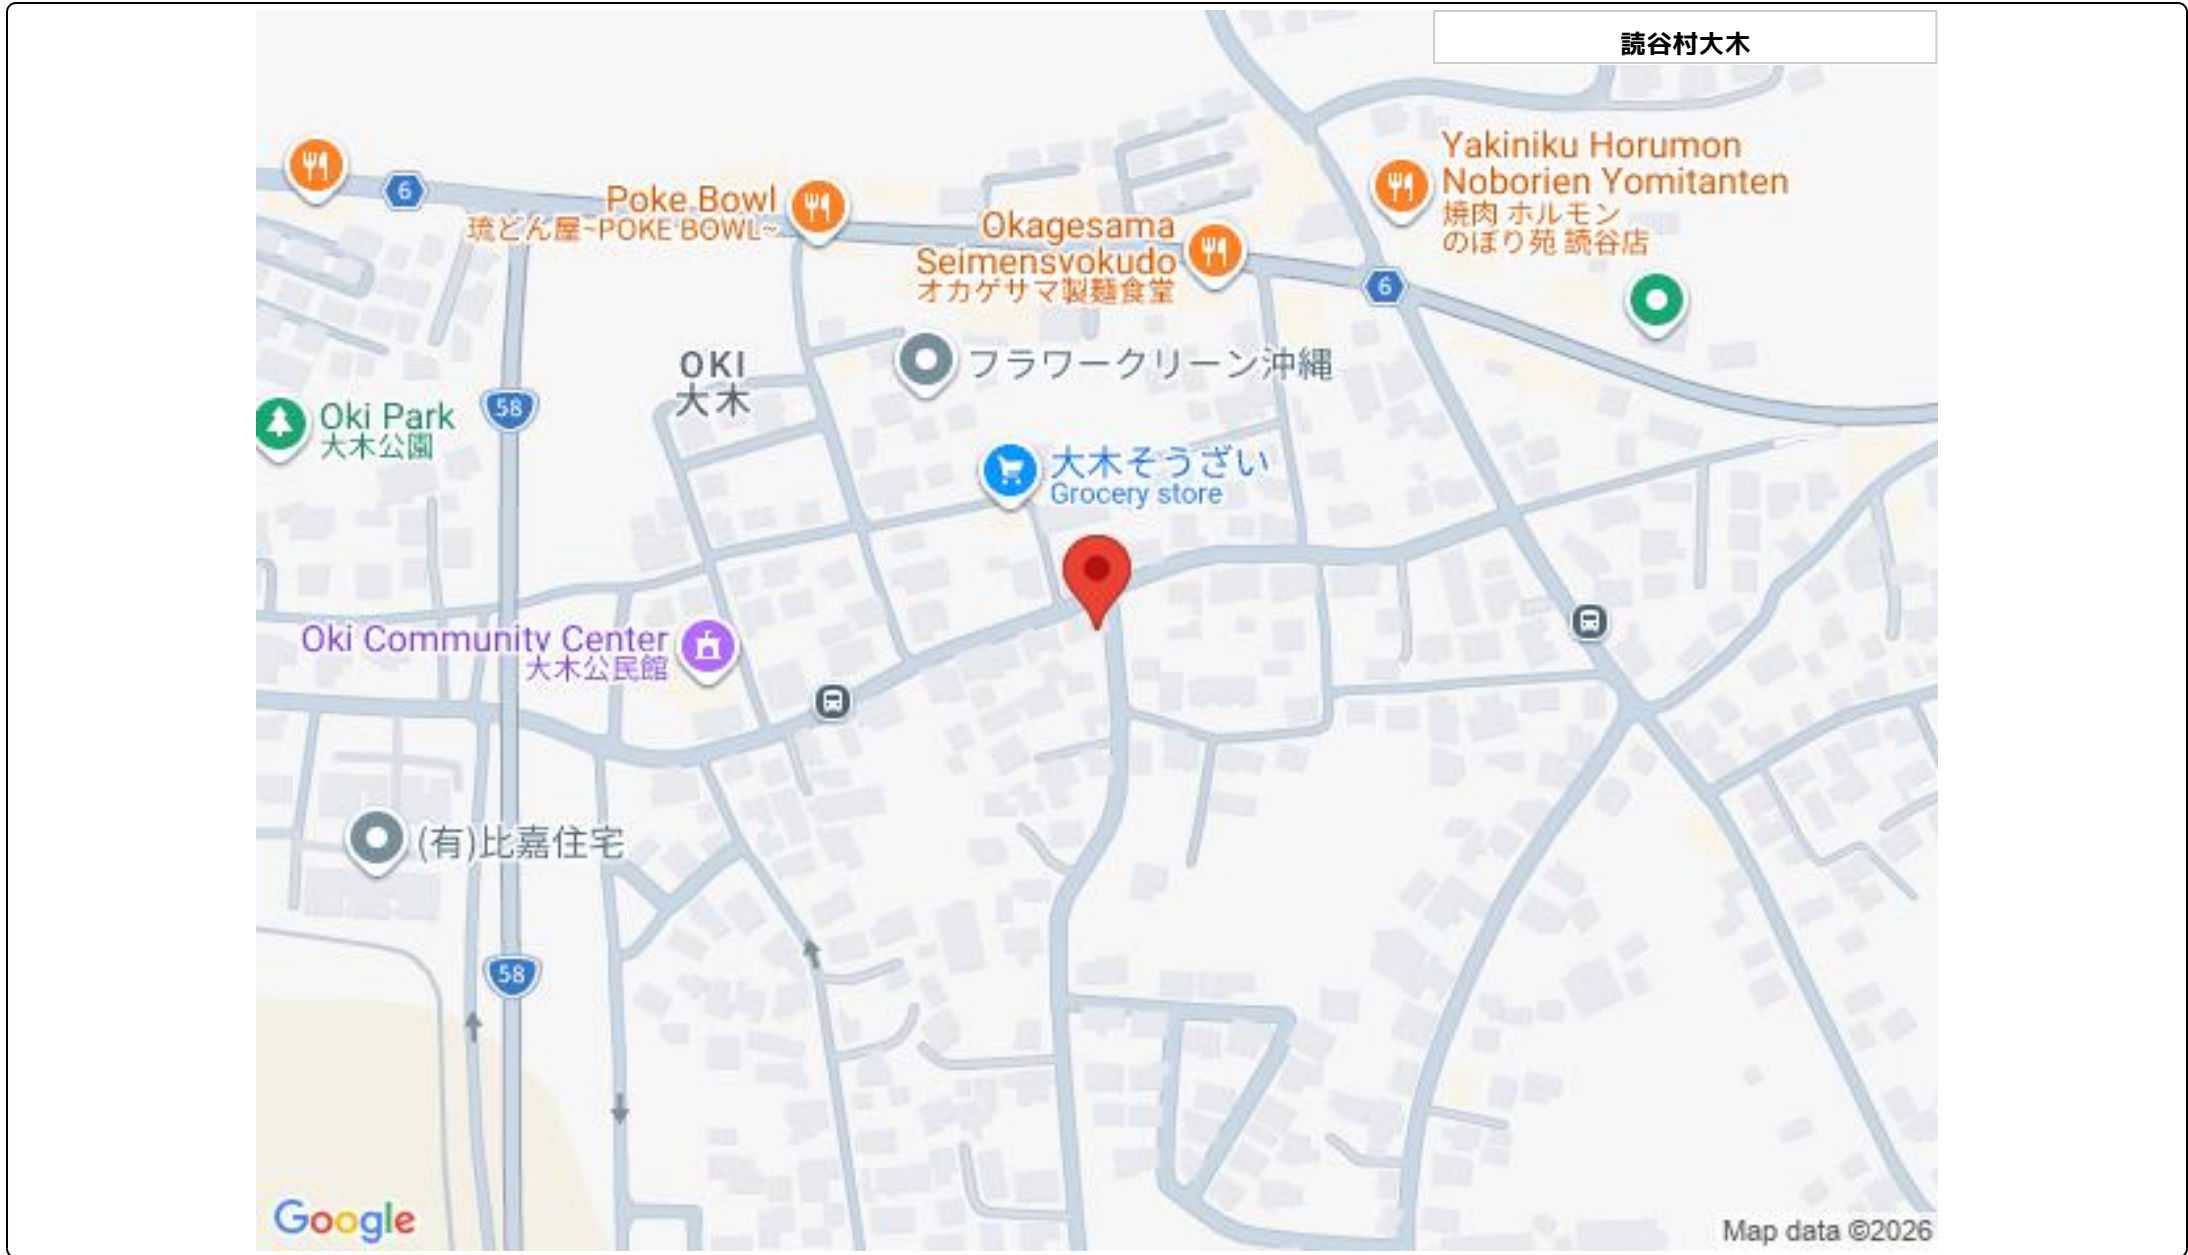 読谷村大木
Yakiniku Horumon
Noborien Yomitanten
焼肉 ホルモン
のぼり苑 読谷店
6
Poke Bowl
琉どん屋~POKE BOWL~
Okagesama
Seimensyokudo
オカゲサマ製麺食堂
6
OKI
大木
フラワークリーン沖縄
58
Oki Park
大木公園
大木そうざい
Grocery store
Oki Community Center
大木公民館
(有)比嘉住宅
58
Google
Map data ©2026